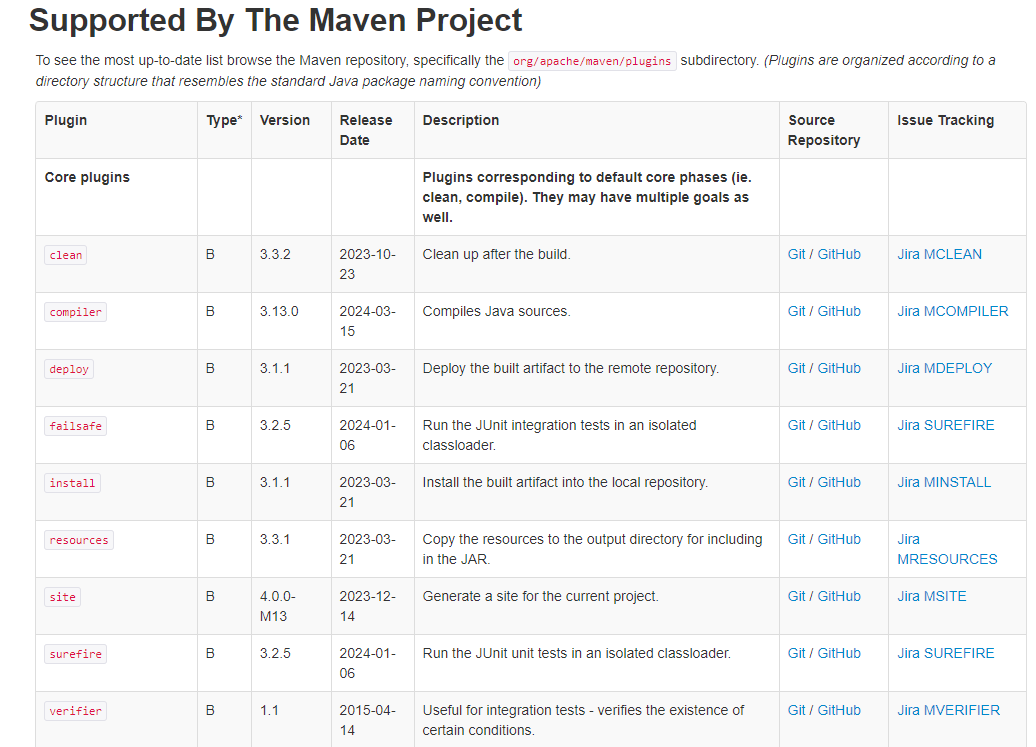 Supported By The Maven Project
To see the most up-to-date list browse the Maven repository, specifically the org/apache/maven/plugins subdirectory. (Plugins are organized according to a
directory structure that resembles the standard Java package naming convention)
Plugin Type* Version Release Date Description Source Repository Issue Tracking
Core plugins Plugins corresponding to default core phases (ie. clean, compile). They may have multiple goals as well.
clean B 3.3.2 2023-10-23 Clean up after the build. Git / GitHub Jira MCLEAN
compiler B 3.13.0 2024-03-15 Compiles Java sources. Git / GitHub Jira MCOMPILER
deploy B 3.1.1 2023-03-21 Deploy the built artifact to the remote repository. Git / GitHub Jira MDEPLOY
failsafe B 3.2.5 2024-01-06 Run the JUnit integration tests in an isolated classloader. Git / GitHub Jira SUREFIRE
install B 3.1.1 2023-03-21 Install the built artifact into the local repository. Git / GitHub Jira MINSTALL
resources B 3.3.1 2023-03-21 Copy the resources to the output directory for including in the JAR. Git / GitHub Jira MRESOURCES
site B 4.0.0-M13 2023-12-14 Generate a site for the current project. Git / GitHub Jira MSITE
surefire B 3.2.5 2024-01-06 Run the JUnit unit tests in an isolated classloader. Git / GitHub Jira SUREFIRE
verifier B 1.1 2015-04-14 Useful for integration tests - verifies the existence of certain conditions. Git / GitHub Jira MVERIFIER